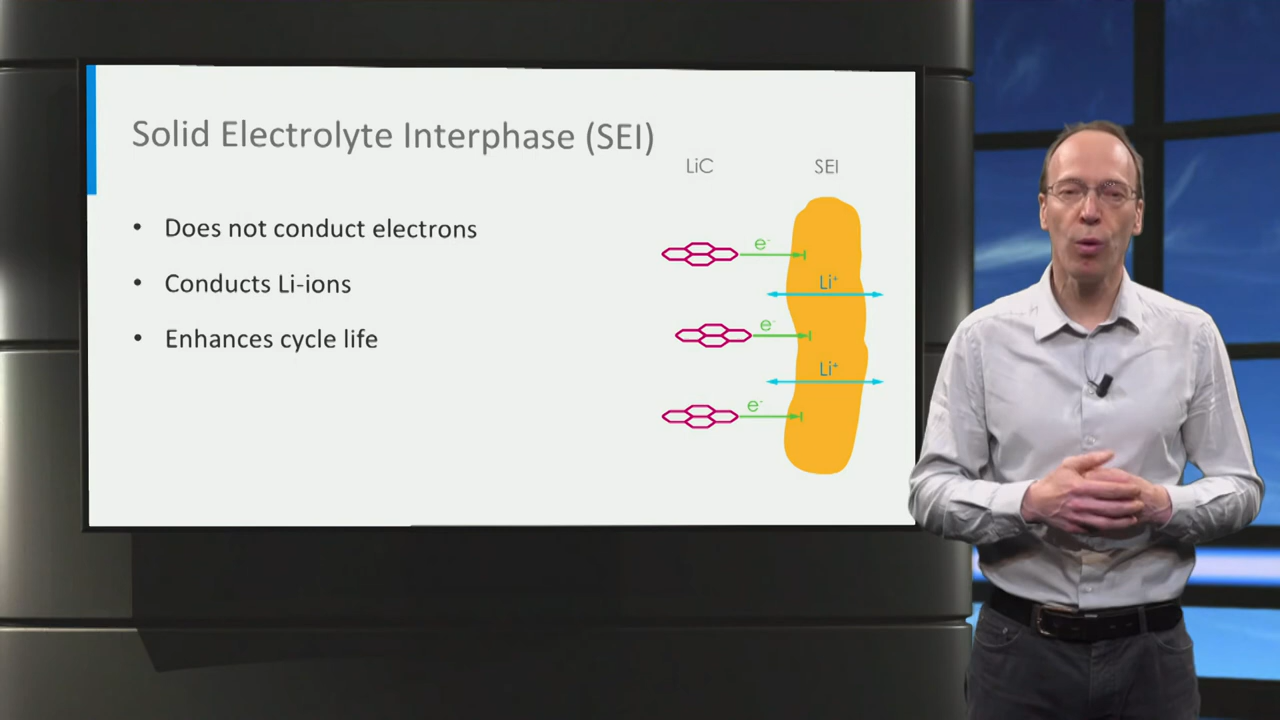 Solid Electrolyte Interphase (SEI)
LiC
SEI
• Does not conduct electrons
• Conducts Li-ions
• Enhances cycle life
e⁻
Li⁺
e⁻
Li⁺
e⁻